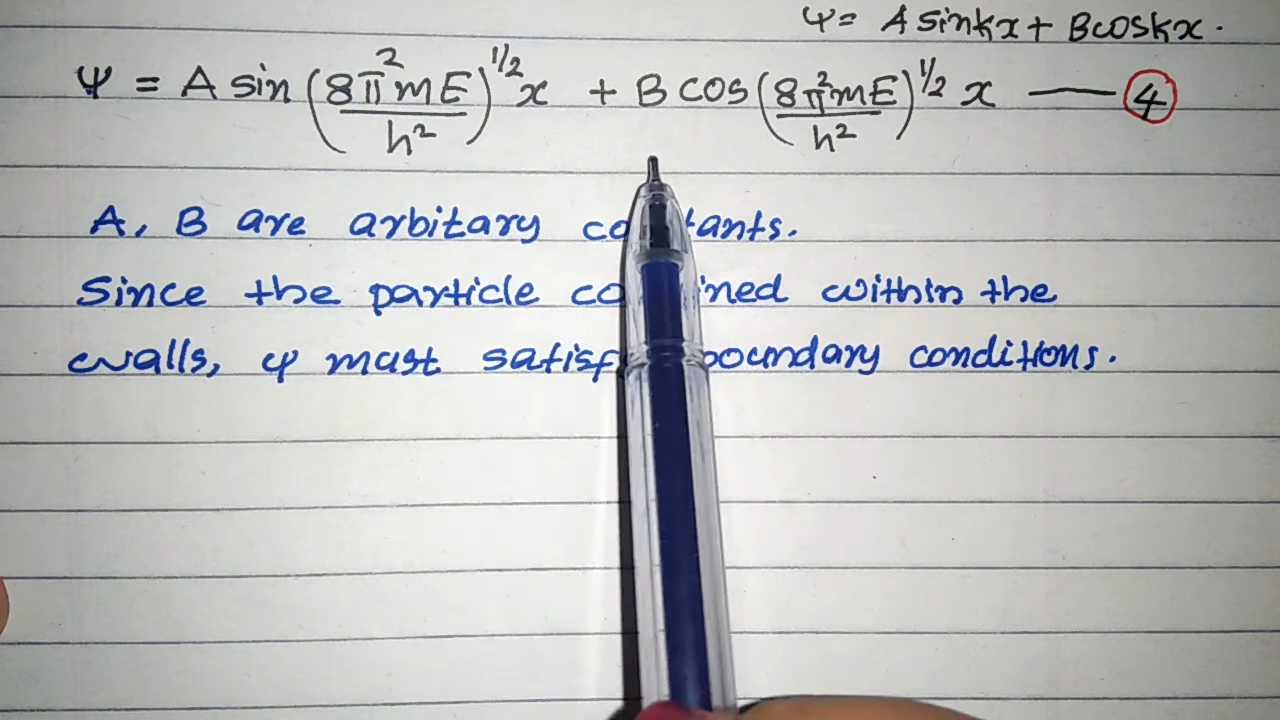 ψ = A sinkx + B coskx.
ψ = A sin (8π²mE/h²)^1/2 x + B cos (8π²mE/h²)^1/2 x —— 4
A, B are arbitary
Since the particle within the
walls, ψ must boundary conditions.